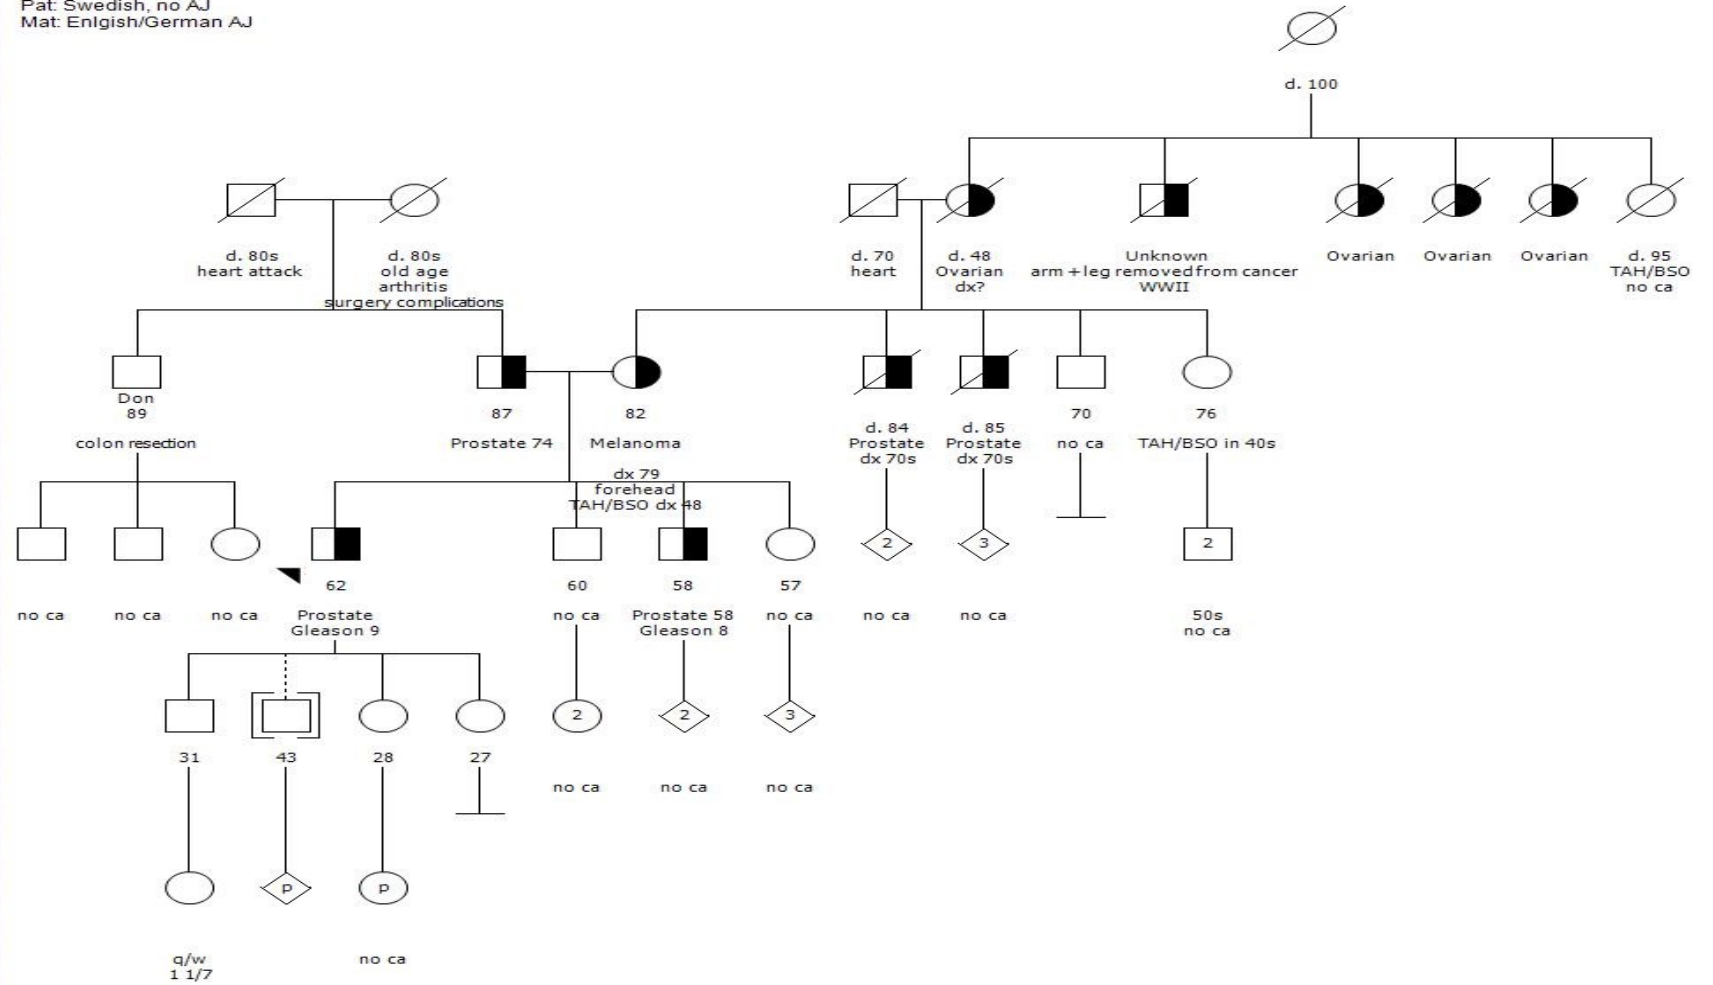 Pat: Swedish, no AJ
Mat: Enlgish/German AJ
d. 100
d. 80s
heart attack
d. 80s
old age
arthritis
surgery complications
d. 70
heart
d. 48
Ovarian
dx?
Unknown
arm + leg removed from cancer
WWII
Ovarian
Ovarian
Ovarian
d. 95
TAH/BSO
no ca
Don
89
colon resection
87
Prostate 74
82
Melanoma
dx 79
forehead
TAH/BSO dx 48
d. 84
Prostate
dx 70s
d. 85
Prostate
dx 70s
70
no ca
76
TAH/BSO in 40s
no ca
no ca
no ca
62
Prostate
Gleason 9
60
no ca
58
Prostate 58
Gleason 8
57
no ca
2
no ca
3
no ca
2
50s
no ca
31
43
28
27
2
no ca
2
no ca
3
no ca
q/w
1 1/7
P
P
no ca